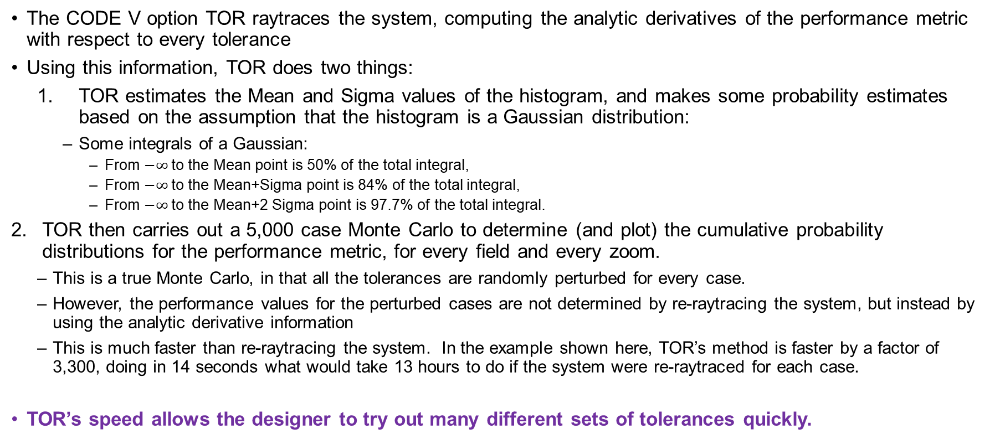 • The CODE V option TOR raytraces the system, computing the analytic derivatives of the performance metric
with respect to every tolerance
• Using this information, TOR does two things:
1. TOR estimates the Mean and Sigma values of the histogram, and makes some probability estimates
based on the assumption that the histogram is a Gaussian distribution:
– Some integrals of a Gaussian:
– From −∞ to the Mean point is 50% of the total integral,
– From −∞ to the Mean+Sigma point is 84% of the total integral,
– From −∞ to the Mean+2 Sigma point is 97.7% of the total integral.
2. TOR then carries out a 5,000 case Monte Carlo to determine (and plot) the cumulative probability
distributions for the performance metric, for every field and every zoom.
– This is a true Monte Carlo, in that all the tolerances are randomly perturbed for every case.
– However, the performance values for the perturbed cases are not determined by re-raytracing the system, but instead by
using the analytic derivative information
– This is much faster than re-raytracing the system. In the example shown here, TOR’s method is faster by a factor of
3,300, doing in 14 seconds what would take 13 hours to do if the system were re-raytraced for each case.
• TOR’s speed allows the designer to try out many different sets of tolerances quickly.